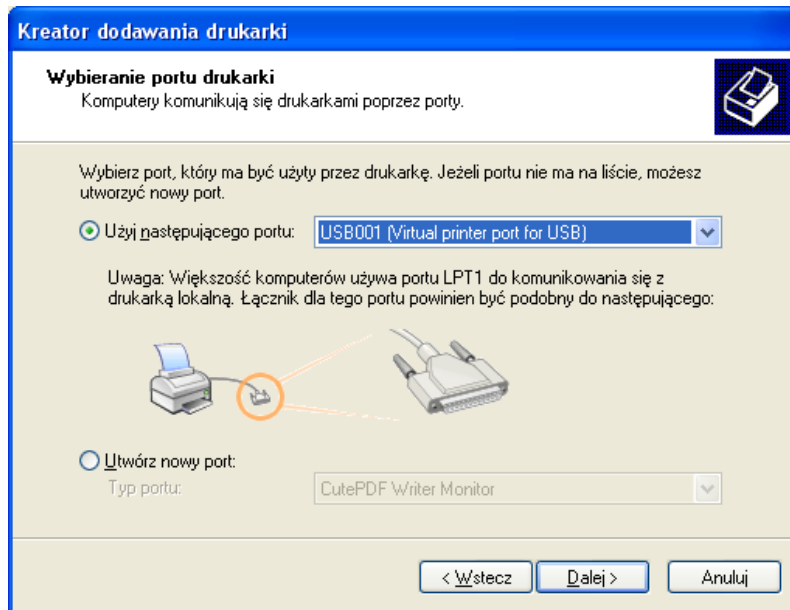 Kreator dodawania drukarki
Wybieranie portu drukarki
Komputery komunikują się drukarkami poprzez porty.
Wybierz port, który ma być użyty przez drukarkę. Jeżeli portu nie ma na liście, możesz
utworzyć nowy port.
Użyj następującego portu: USB001 (Virtual printer port for USB)
Uwaga: Większość komputerów używa portu LPT1 do komunikowania się z
drukarką lokalną. Łącznik dla tego portu powinien być podobny do następującego:
Utwórz nowy port:
Typ portu: CutePDF Writer Monitor
< Wstecz Dalej > Anuluj